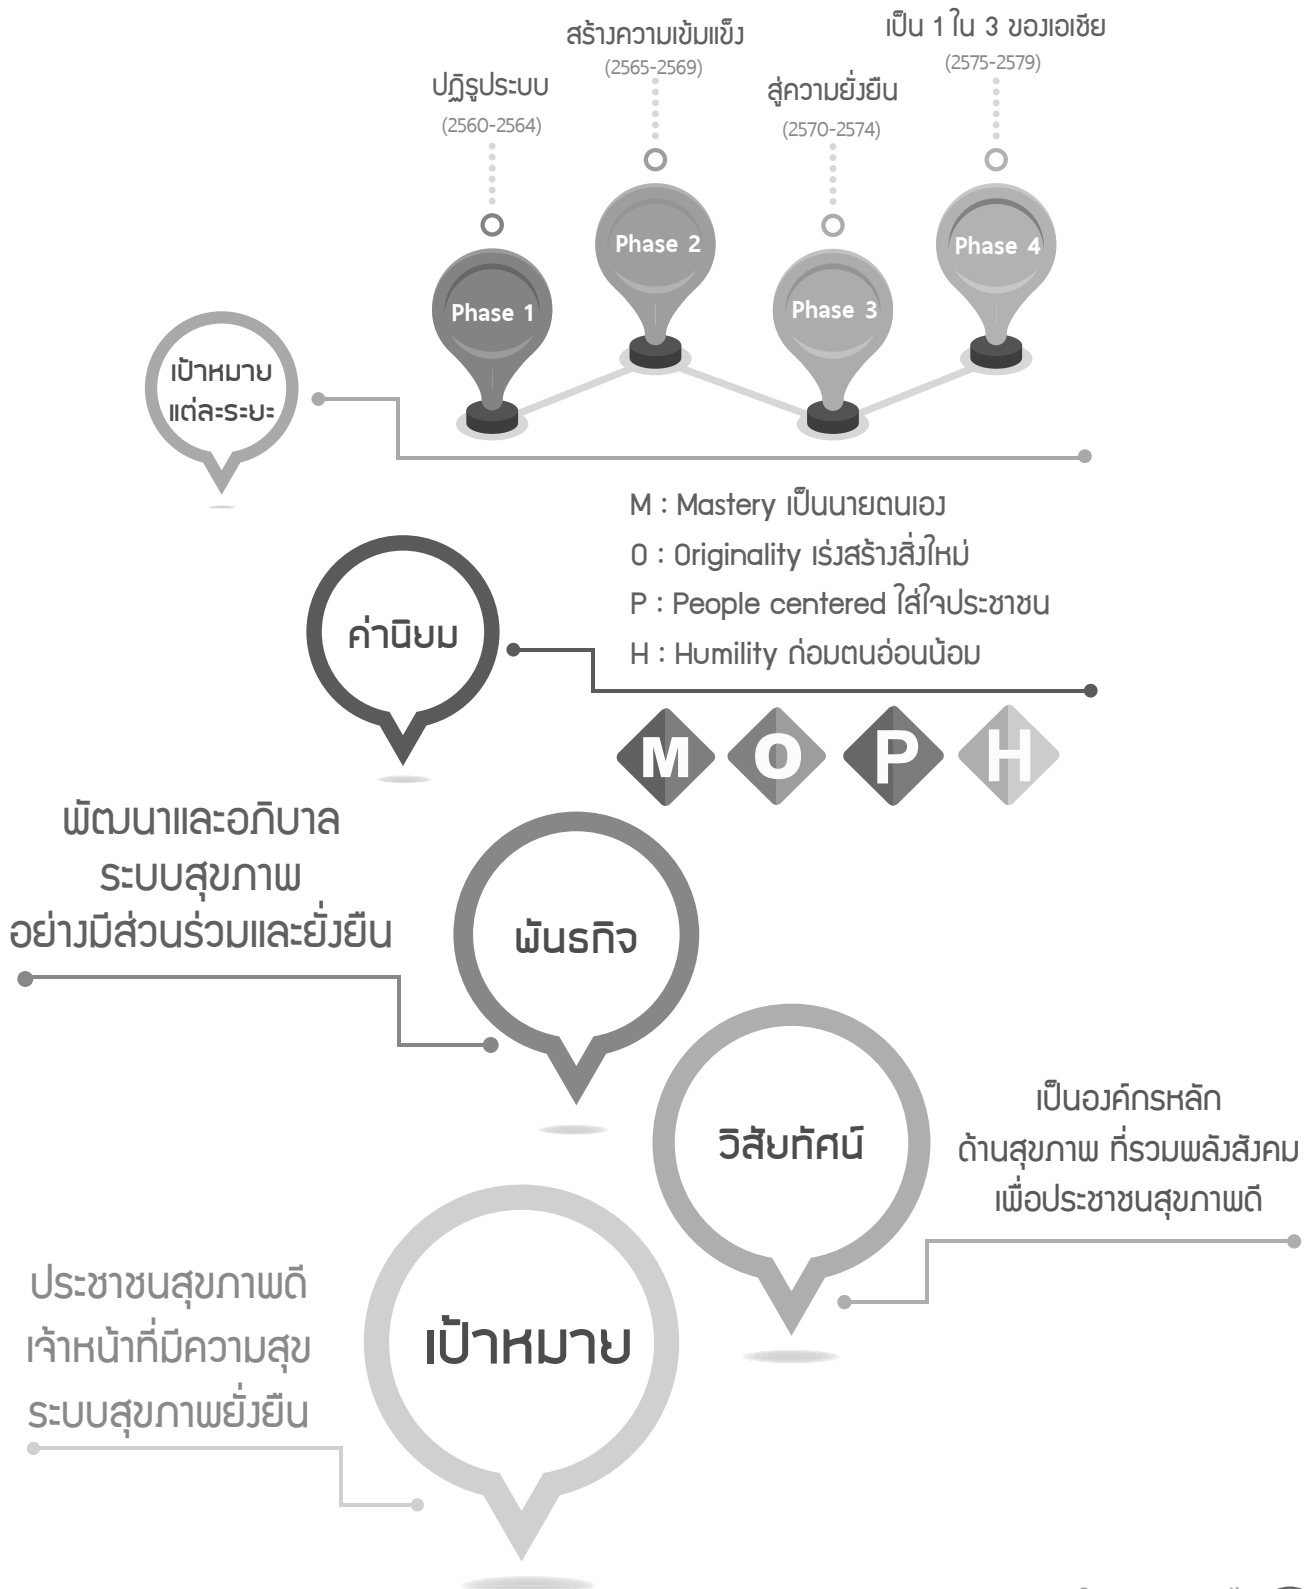 เป็น 1 ใน 3 ของเอเชีย
(2575-2579)
สร้างความเข้มแข็ง
(2565-2569)
ปฏิรูประบบ
(2560-2564)
สู่ความยั่งยืน
(2570-2574)
Phase 1
Phase 2
Phase 3
Phase 4
เป้าหมาย
แต่ละระยะ
M : Mastery เป็นนายตนเอง
O : Originality เร่งสร้างสิ่งใหม่
P : People centered ใส่ใจประชาชน
H : Humility ถ่อมตนอ่อนน้อม
ค่านิยม
M O P H
พัฒนาและอภิบาล
ระบบสุขภาพ
อย่างมีส่วนร่วมและยั่งยืน
พันธกิจ
วิสัยทัศน์
เป็นองค์กรหลัก
ด้านสุขภาพ ที่รวมพลังสังคม
เพื่อประชาชนสุขภาพดี
ประชาชนสุขภาพดี
เจ้าหน้าที่มีความสุข
ระบบสุขภาพยั่งยืน
เป้าหมาย